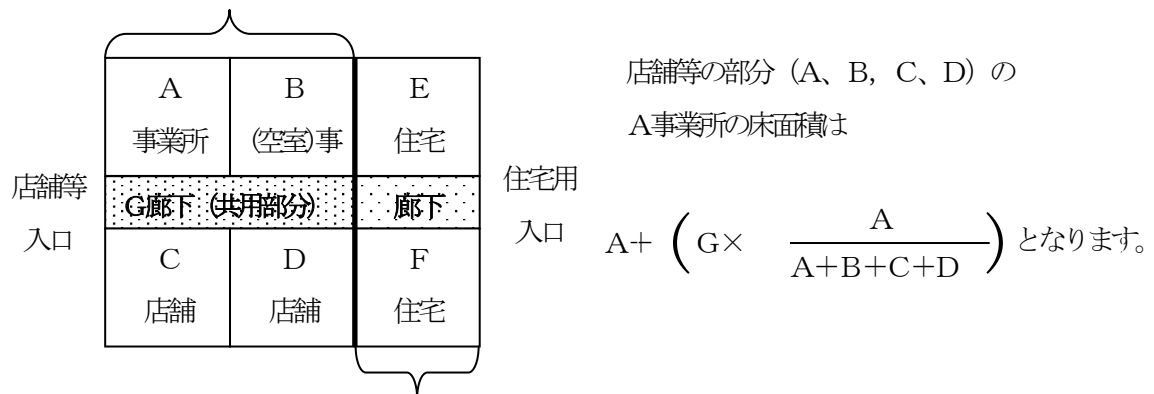 A
事業所
B
(空室)事
E
住宅
店舗等
入口
G廊下(共用部分)
廊下
住宅用
入口
C
店舗
D
店舗
F
住宅
店舗等の部分(A、B,C、D)の
A事業所の床面積は
A+(G× A/A+B+C+D)となります。